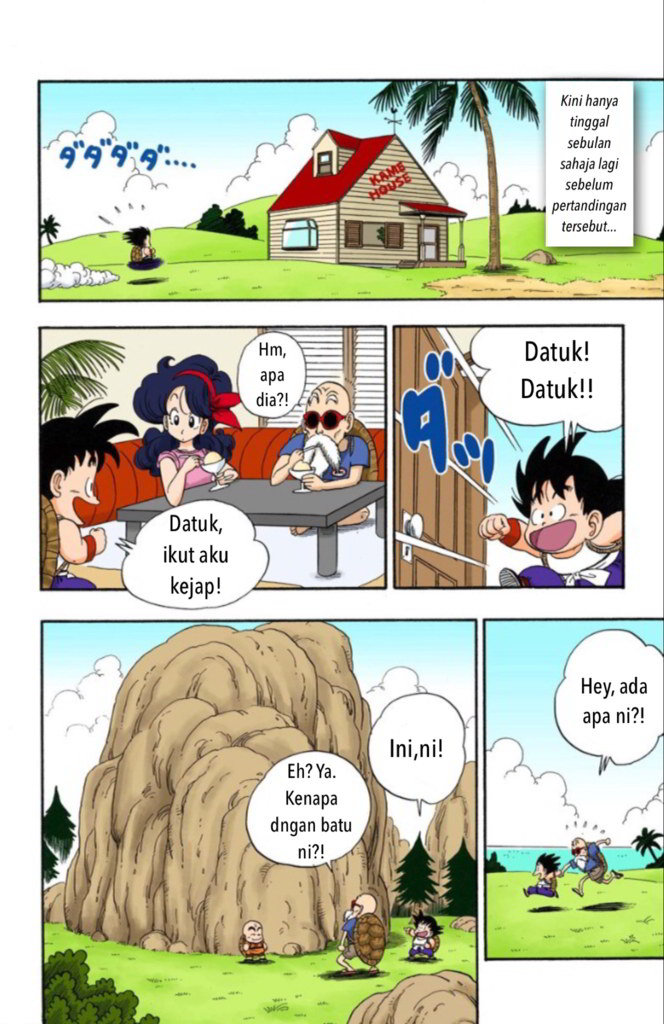 Kini hanya
tinggal
sebulan
sahaja lagi
sebelum
pertandingan
tersebut...
KAME
HOUSE
ダダダダ....
Datuk!
Datuk!!
ダッ
Hm,
apa
dia?!
Datuk,
ikut aku
kejap!
Hey, ada
apa ni?!
Ini,ni!
Eh? Ya.
Kenapa
dngan batu
ni?!